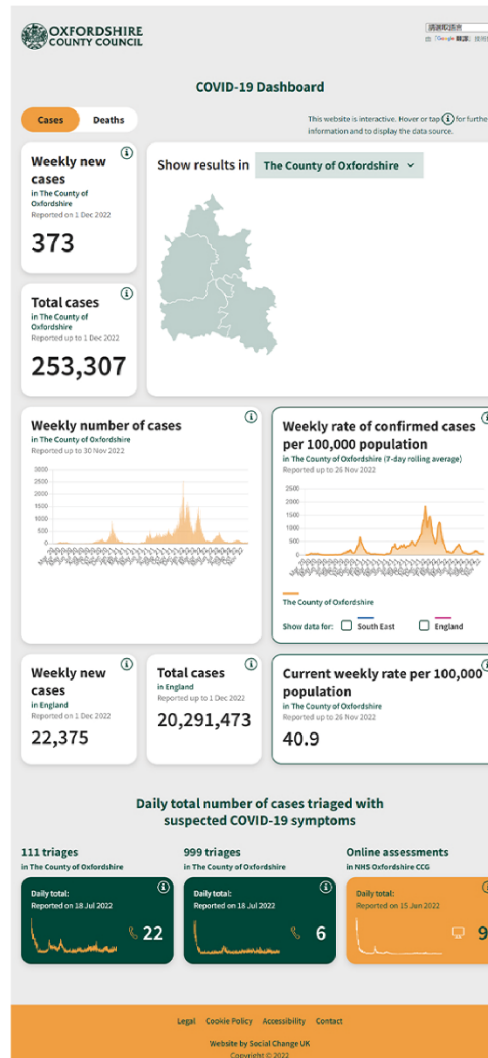 OXFORDSHIRE
COUNTY COUNCIL
COVID-19 Dashboard
Cases
Deaths
This website is interactive. Hover or tap for further
information and to display the data source.
Weekly new
cases
in The County of
Oxfordshire
Reported on 1 Dec 2022
373
Show results in
The County of Oxfordshire
Total cases
in The County of
Oxfordshire
Reported up to 1 Dec 2022
253,307
Weekly number of cases
in The County of Oxfordshire
Reported up to 30 Nov 2022
3000
2500
2000
1500
1000
500
0
Weekly rate of confirmed cases
per 100,000 population
in The County of Oxfordshire (7-day rolling average)
Reported up to 26 Nov 2022
2500
2000
1500
1000
500
0
The County of Oxfordshire
Show data for:
South East
England
Weekly new
cases
in England
Reported on 1 Dec 2022
22,375
Total cases
in England
Reported up to 1 Dec 2022
20,291,473
Current weekly rate per 100,000
population
in The County of Oxfordshire
Reported up to 26 Nov 2022
40.9
Daily total number of cases triaged with
suspected COVID-19 symptoms
111 triages
in The County of Oxfordshire
Daily total:
Reported on 18 Jul 2022
22
999 triages
in The County of Oxfordshire
Daily total:
Reported on 18 Jul 2022
6
Online assessments
in NHS Oxfordshire CCG
Daily total:
Reported on 15 Jun 2022
9
Legal Cookie Policy Accessibility Contact
Website by Social Change UK
Copyright © 2022